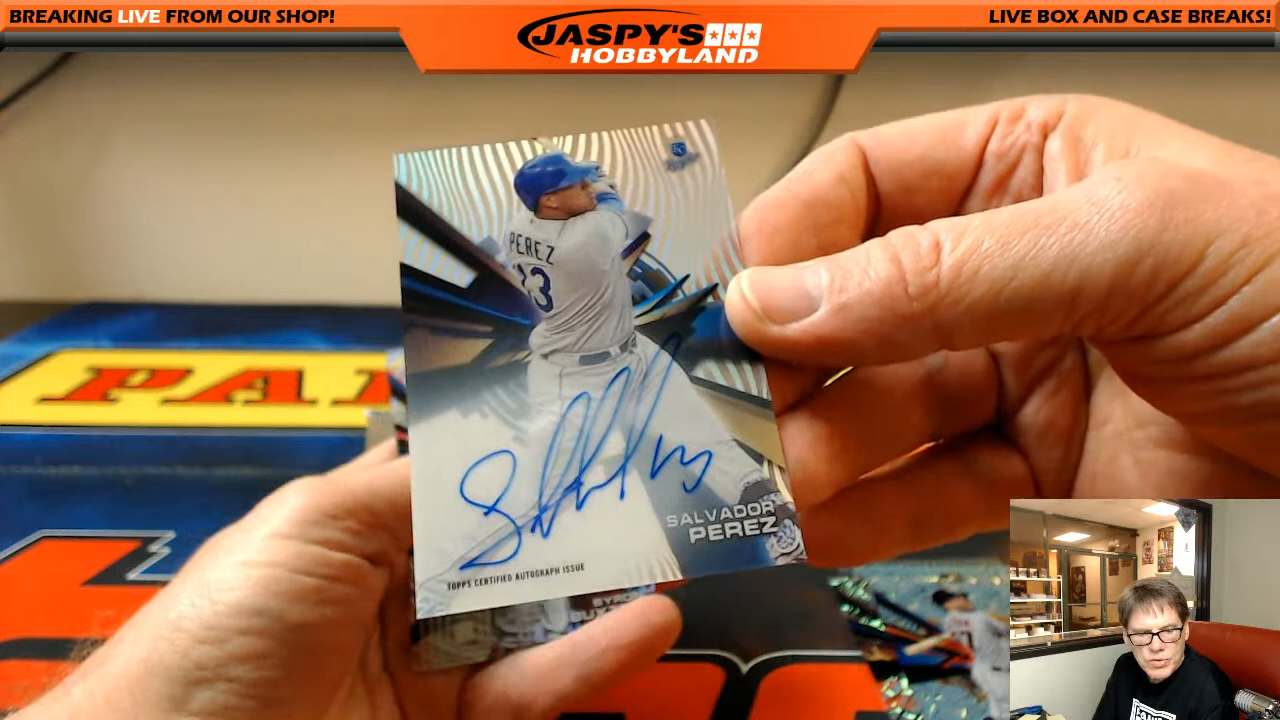 BREAKING LIVE FROM OUR SHOP!
JASPY'S
HOBBYLAND
LIVE BOX AND CASE BREAKS!
PEREZ
13
PA
SALVADOR
PEREZ
TOPPS CERTIFIED AUTOGRAPH ISSUE